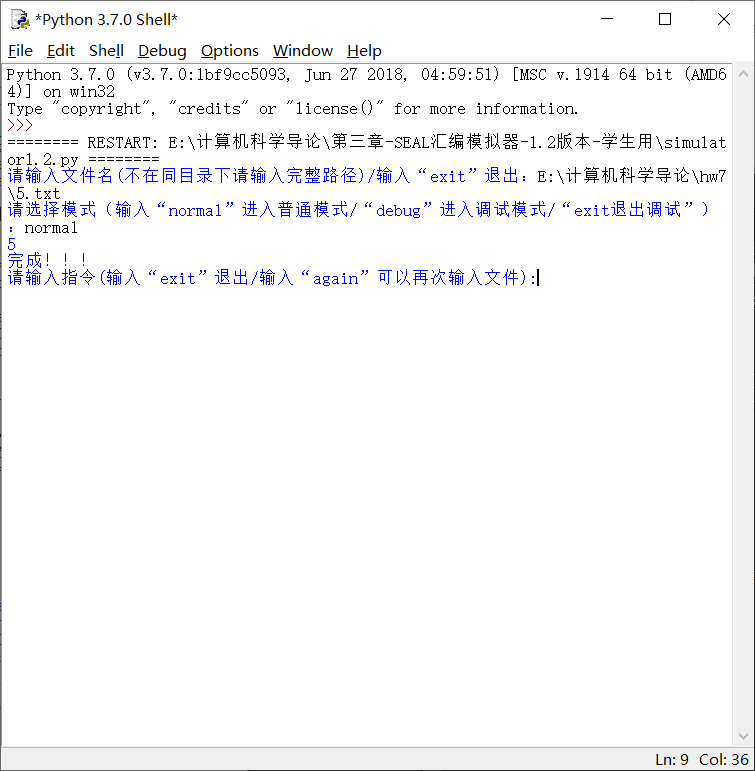 *Python 3.7.0 Shell*
File Edit Shell Debug Options Window Help
Python 3.7.0 (v3.7.0:1bf9cc5093, Jun 27 2018, 04:59:51) [MSC v.1914 64 bit (AMD6
4)] on win32
Type "copyright", "credits" or "license()" for more information.
>>>
======== RESTART: E:\计算机科学导论\第三章-SEAL汇编模拟器-1.2版本-学生用\simulat
or1.2.py ========
请输入文件名(不在同目录下请输入完整路径)/输入“exit”退出：E:\计算机科学导论\hw7
\5.txt
请选择模式（输入“normal”进入普通模式/“debug”进入调试模式/“exit退出调试”）
：normal
5
完成！！！
请输入指令(输入“exit”退出/输入“again”可以再次输入文件):
Ln: 9 Col: 36